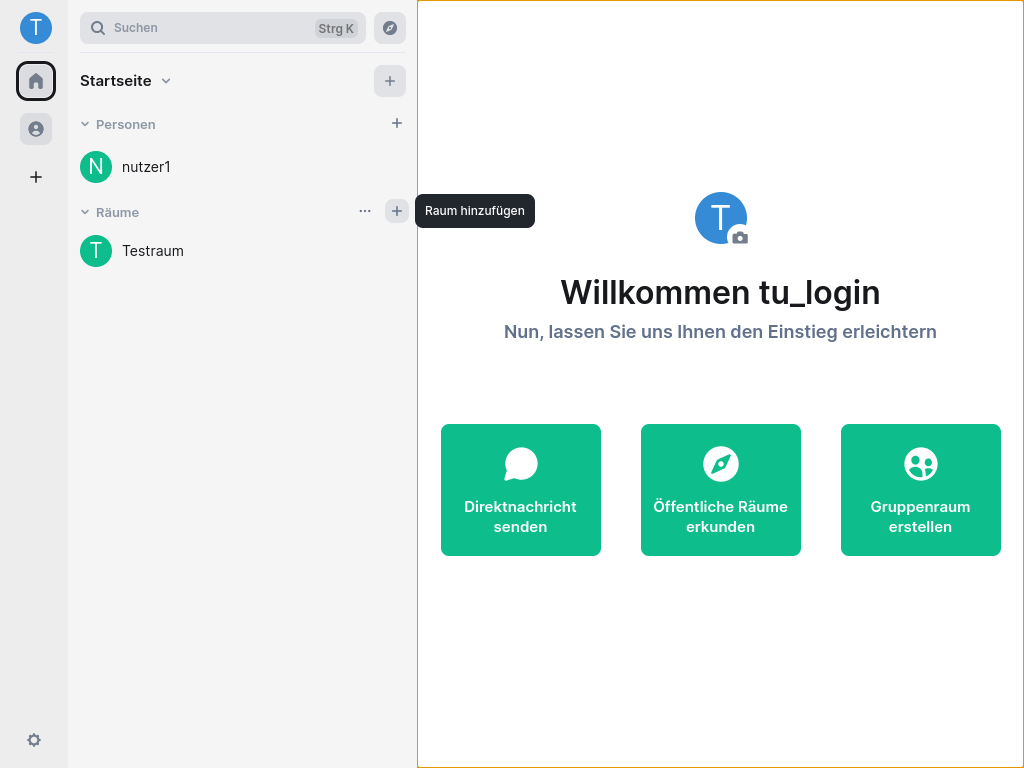 T
Suchen
Strg K
Startseite
Personen
N
nutzer1
Räume
Raum hinzufügen
T
Testraum
T
Willkommen tu_login
Nun, lassen Sie uns Ihnen den Einstieg erleichtern
Direktnachricht
senden
Öffentliche Räume
erkunden
Gruppenraum
erstellen